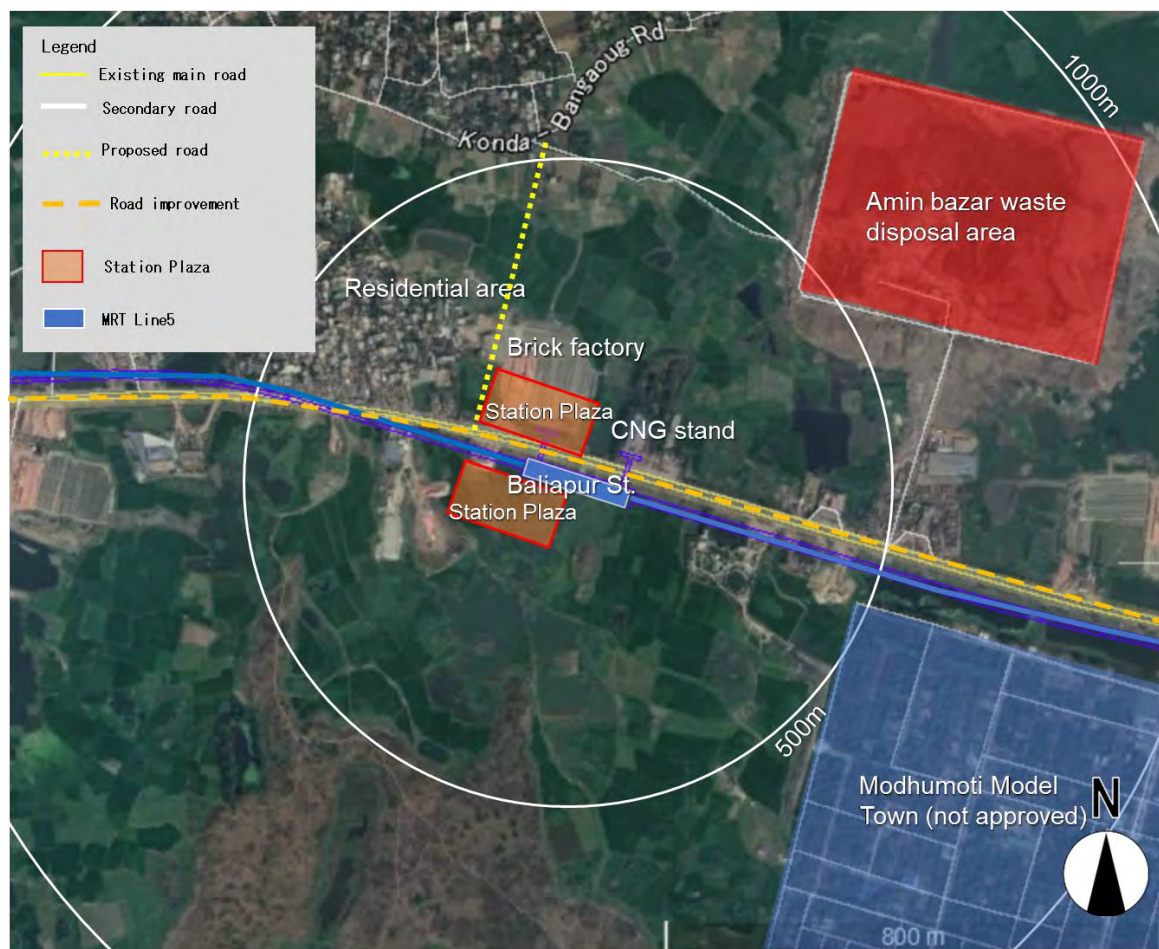 Legend
Existing main road
Secondary road
Proposed road
Road improvement
Station Plaza
MRT Line5
Konda - Bangaoug Rd
1000m
Amin bazar waste
disposal area
Residential area
Brick factory
Station Plaza
CNG stand
Baliapur St.
Station Plaza
500m
Modhumoti Model
Town (not approved)
N
800 m